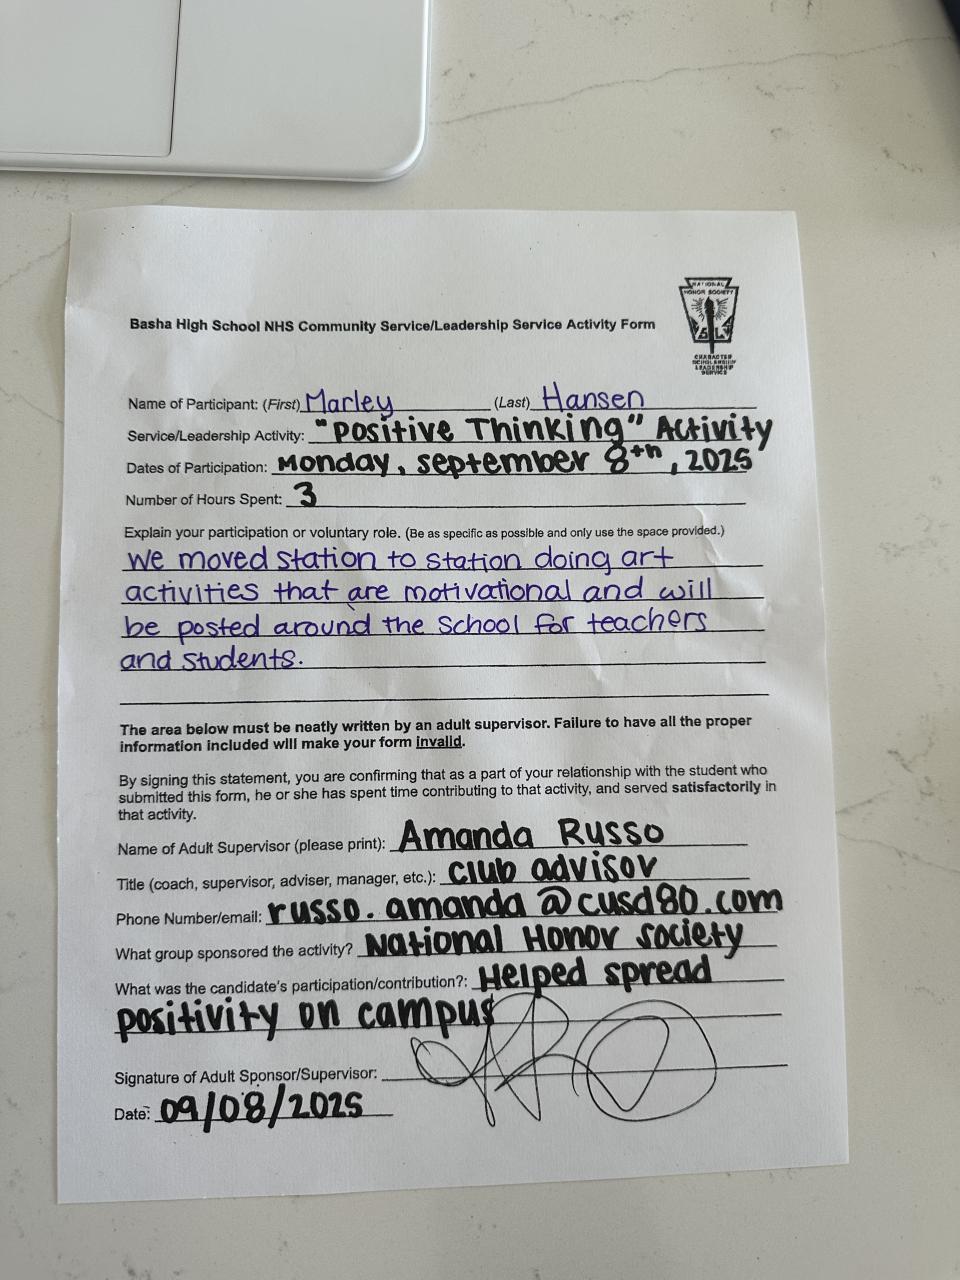 NATIONAL
HONOR SOCIETY
CHARACTER
SCHOLARSHIP
LEADERSHIP
SERVICE
Basha High School NHS Community Service/Leadership Service Activity Form
Name of Participant: (First) Marley (Last) Hansen
Service/Leadership Activity: "Positive Thinking" Activity
Dates of Participation: Monday, september 8th, 2025
Number of Hours Spent: 3
Explain your participation or voluntary role. (Be as specific as possible and only use the space provided.)
We moved station to station doing art
activities that are motivational and will
be posted around the school for teachers
and students.
The area below must be neatly written by an adult supervisor. Failure to have all the proper
information included will make your form invalid.
By signing this statement, you are confirming that as a part of your relationship with the student who
submitted this form, he or she has spent time contributing to that activity, and served satisfactorily in
that activity.
Name of Adult Supervisor (please print): Amanda Russo
Title (coach, supervisor, adviser, manager, etc.): club advisor
Phone Number/email: russo.amanda@cusd80.com
What group sponsored the activity? National Honor Society
What was the candidate's participation/contribution?: Helped spread
positivity on campus
Signature of Adult Sponsor/Supervisor:
Date: 09/08/2025